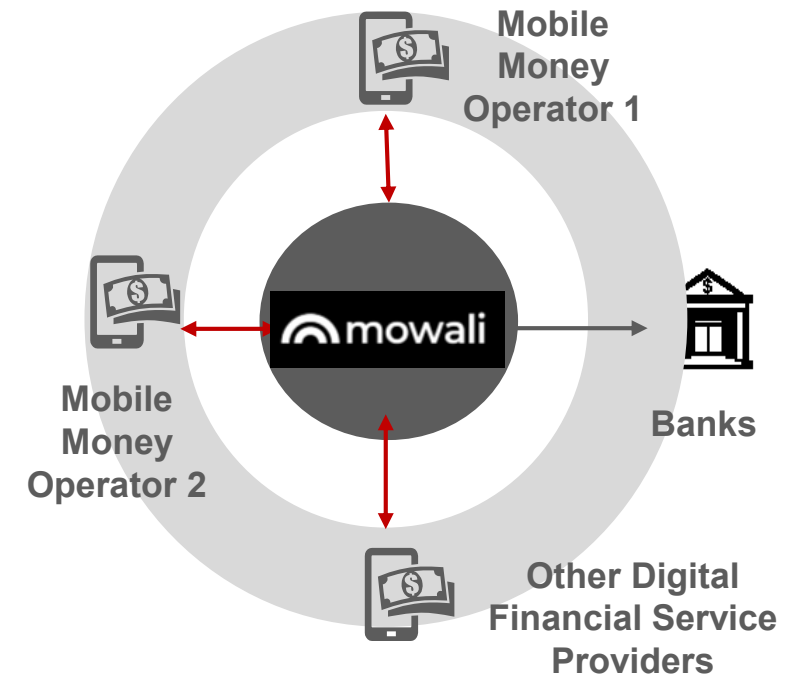 Mobile
Money
Operator 1
mowali
Mobile
Money
Operator 2
Banks
Other Digital
Financial Service
Providers